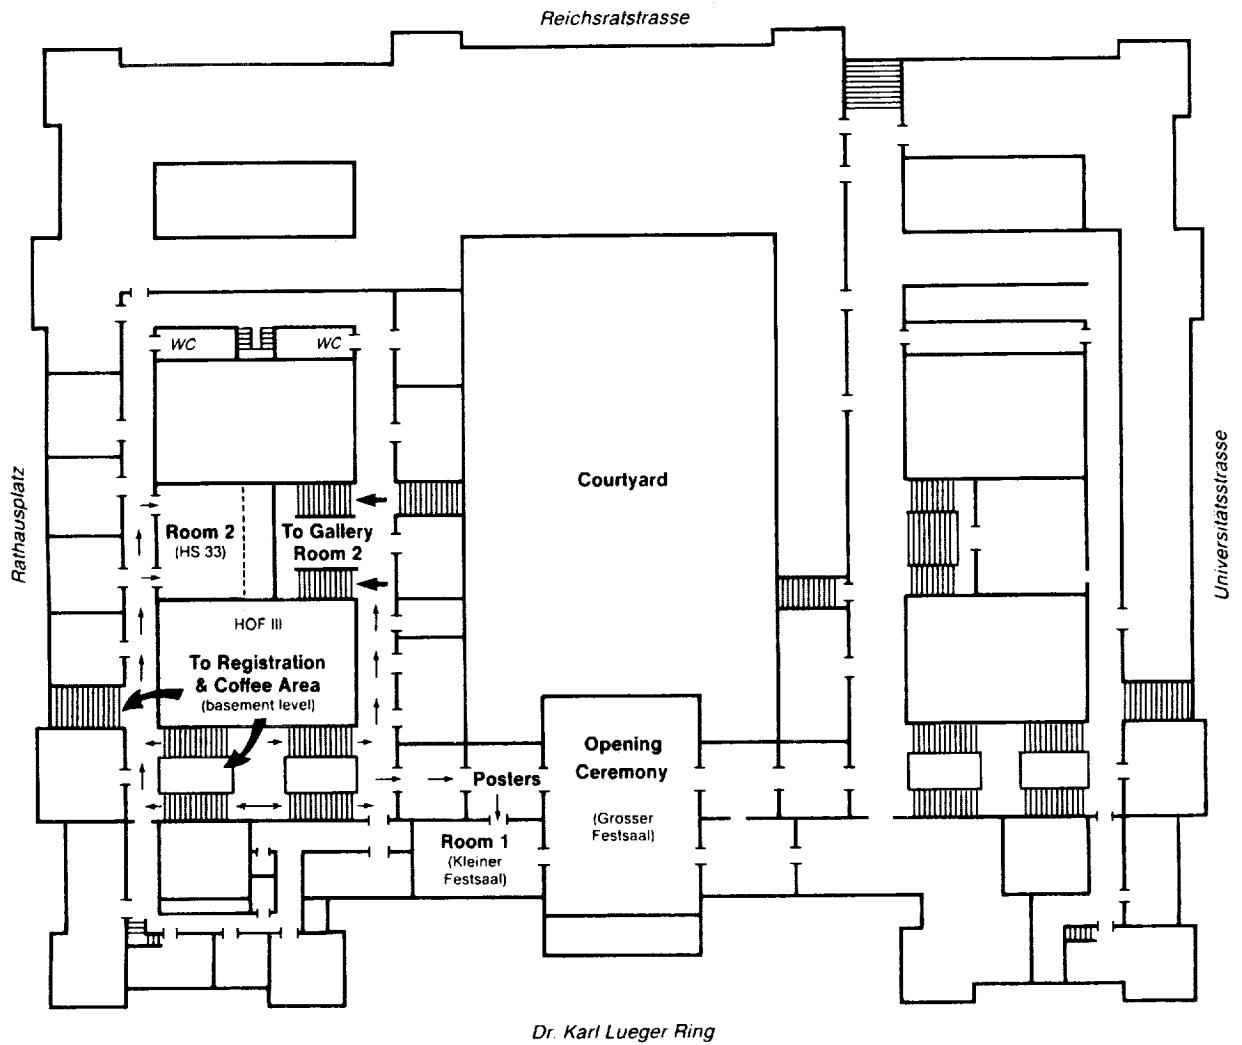 Reichsratstrasse
WC
WC
Rathausplatz
Courtyard
Universitätsstrasse
Room 2
(HS 33)
To Gallery
Room 2
HOF III
To Registration
& Coffee Area
(basement level)
Opening
Ceremony
(Grosser
Festsaal)
Posters
Room 1
(Kleiner
Festsaal)
Dr. Karl Lueger Ring